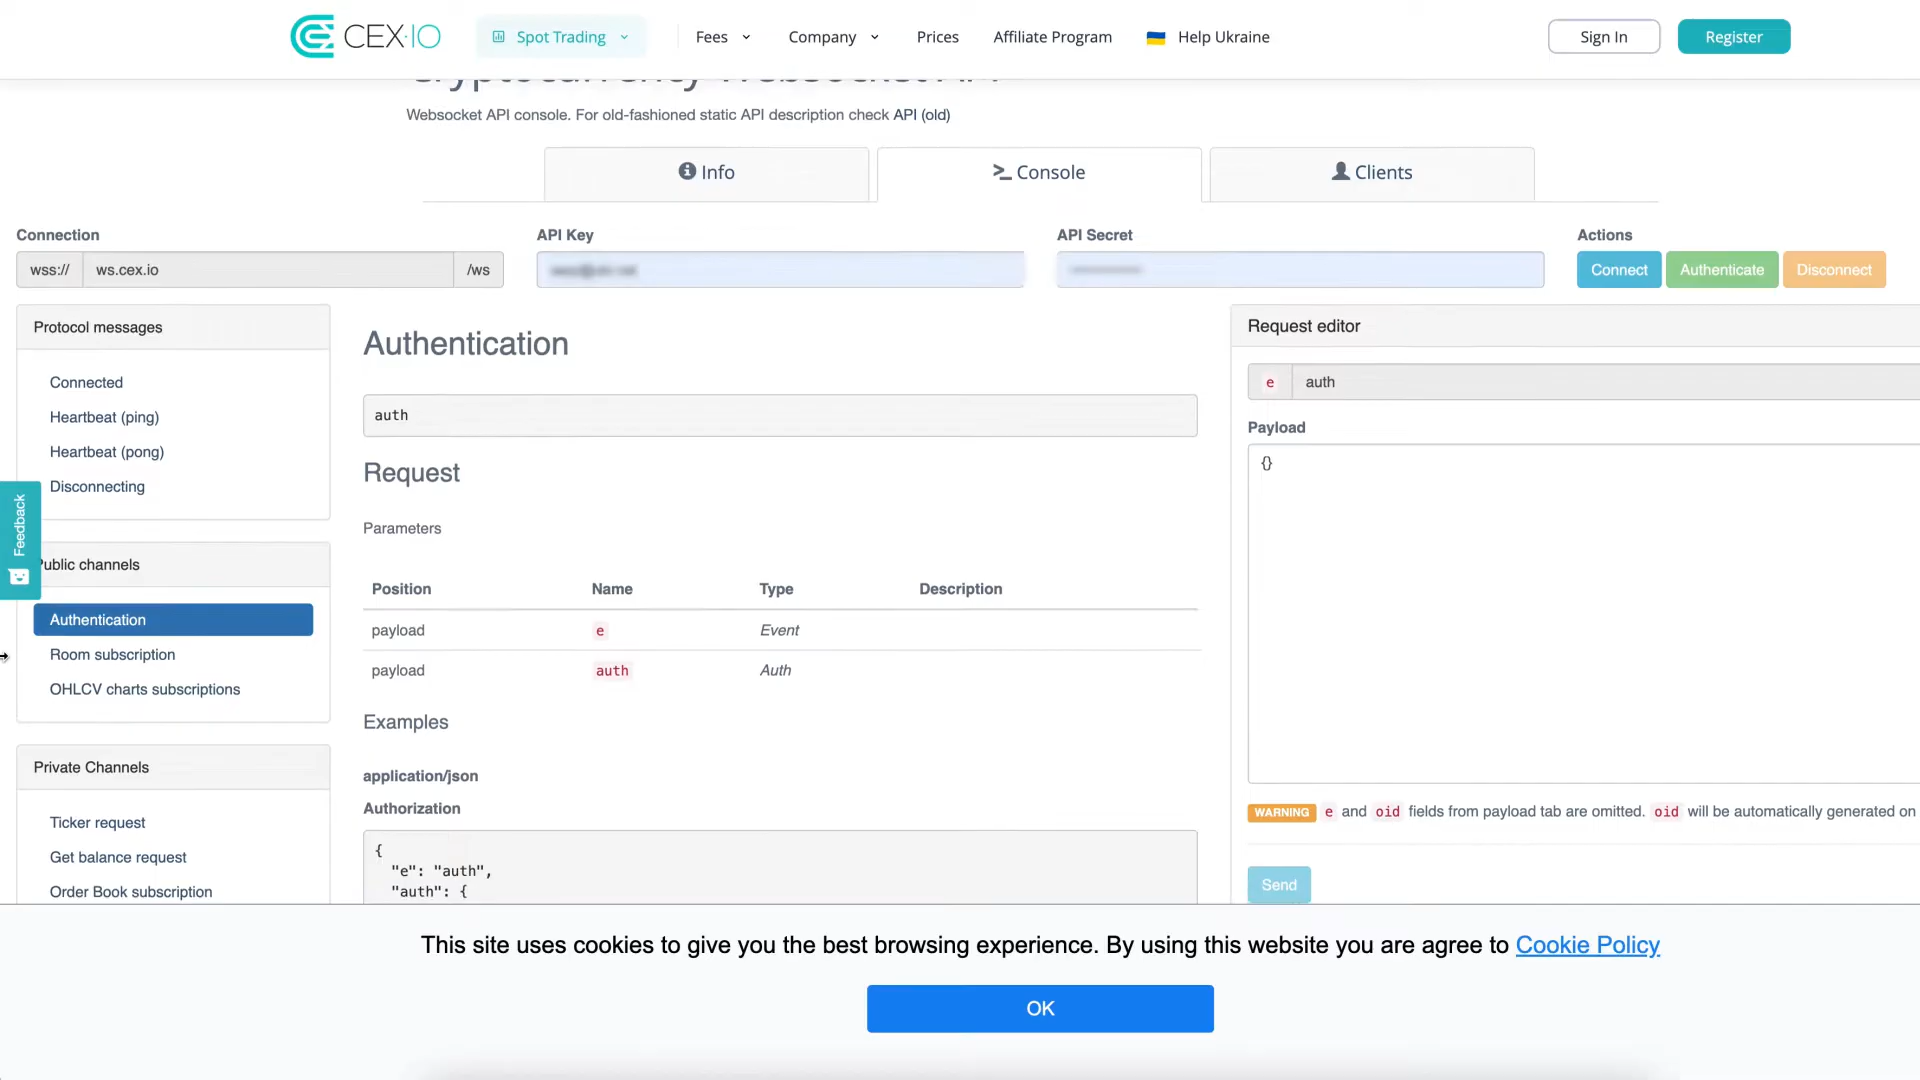 CEX·IO
Spot Trading
Fees
Company
Prices
Affiliate Program
Help Ukraine
Sign In
Register
Cryptocurrency Websocket API
Websocket API console. For old-fashioned static API description check API (old)
Info
Console
Clients
Connection
API Key
API Secret
Actions
wss://
ws.cex.io
/ws
Connect
Authenticate
Disconnect
Protocol messages
Connected
Heartbeat (ping)
Heartbeat (pong)
Disconnecting
Feedback
Public channels
Authentication
Room subscription
OHLCV charts subscriptions
Private Channels
Ticker request
Get balance request
Order Book subscription
Authentication
auth
Request
Parameters
Position Name Type Description
payload e Event
payload auth Auth
Examples
application/json
Authorization
{
"e": "auth",
"auth": {
Request editor
e auth
Payload
{}
WARNING e and oid fields from payload tab are omitted. oid will be automatically generated on
Send
This site uses cookies to give you the best browsing experience. By using this website you are agree to Cookie Policy
OK